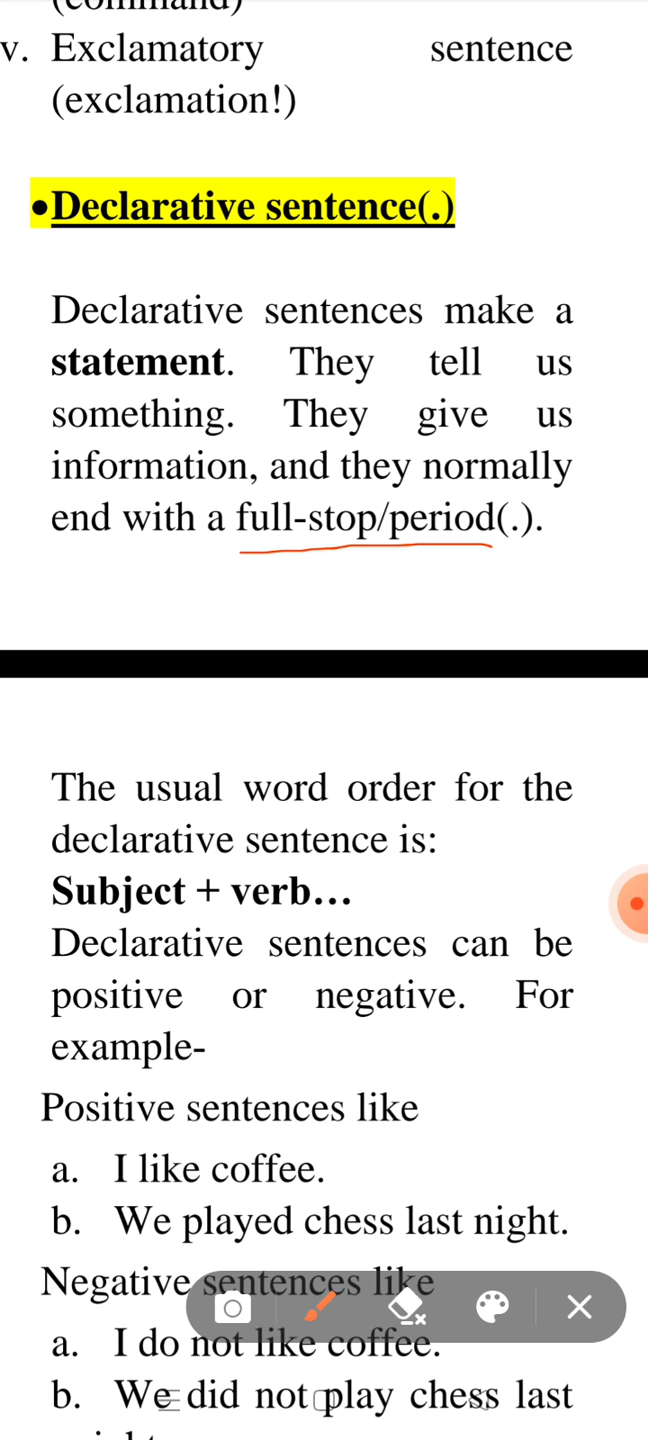 (command)
v. Exclamatory sentence
(exclamation!)
•Declarative sentence(.)
Declarative sentences make a
statement. They tell us
something. They give us
information, and they normally
end with a full-stop/period(.).
The usual word order for the
declarative sentence is:
Subject + verb…
Declarative sentences can be
positive or negative. For
example-
Positive sentences like
a. I like coffee.
b. We played chess last night.
Negative sentences like
a. I do not like coffee.
b. We did not play chess last